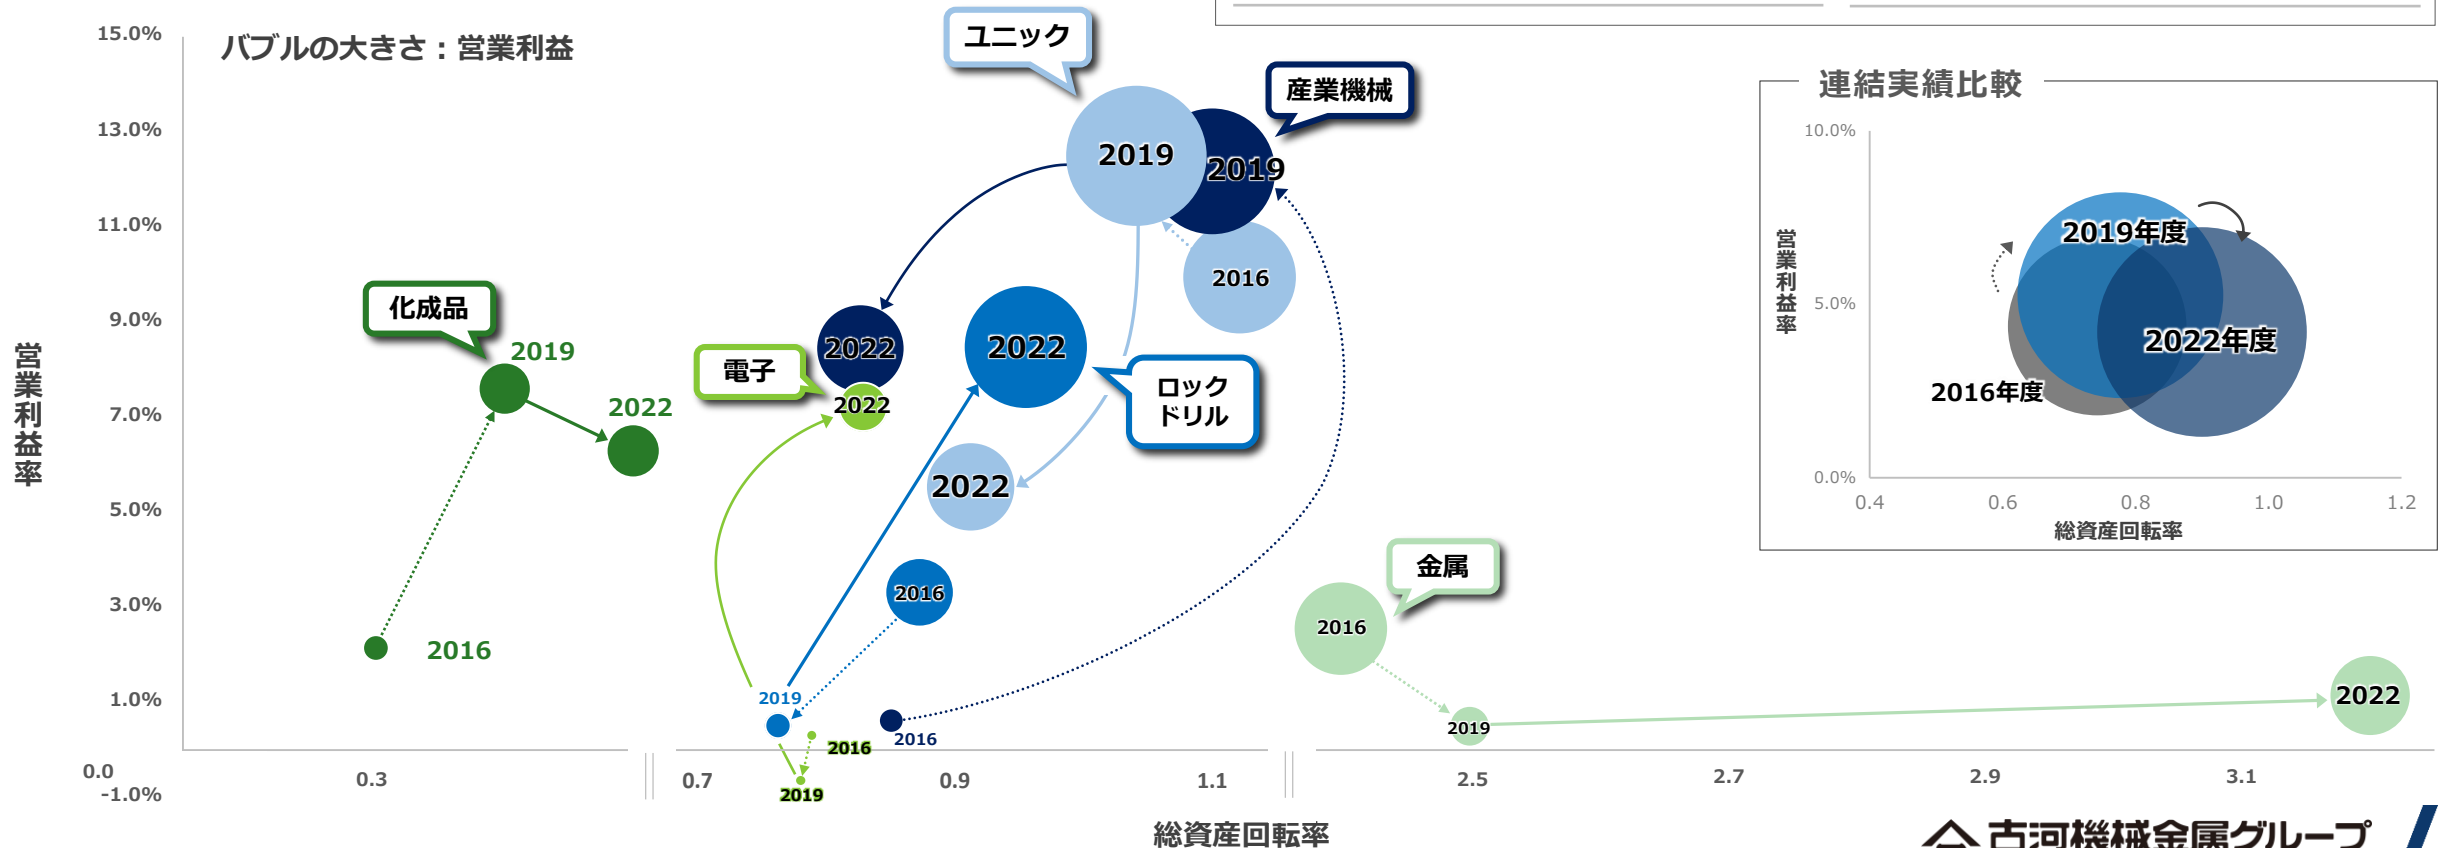 バブルの大きさ：営業利益
営業利益率
15.0%
13.0%
11.0%
9.0%
7.0%
5.0%
3.0%
1.0%
0.0
-1.0%
0.3
0.7
0.9
1.1
2.5
2.7
2.9
3.1
総資産回転率
化成品
2019
2022
2016
電子
2022
2016
2019
ユニック
2019
2016
2022
産業機械
2019
2022
2016
ロック
ドリル
2022
2016
2019
金属
2016
2019
2022
連結実績比較
営業利益率
10.0%
5.0%
0.0%
2019年度
2022年度
2016年度
0.4
0.6
0.8
1.0
1.2
総資産回転率
古河機械金属グループ